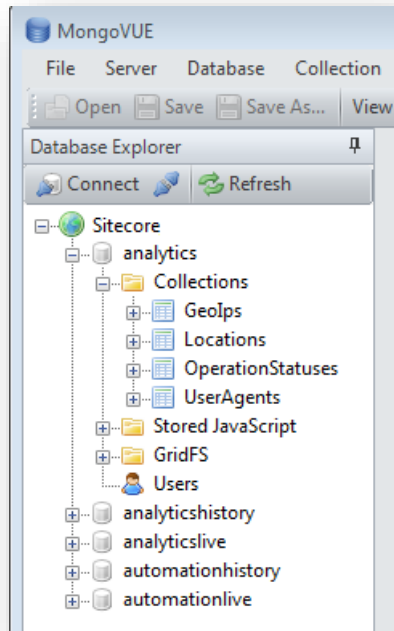 MongoVUE
File Server Database Collection
Open Save Save As... View
Database Explorer
Connect Refresh
Sitecore
analytics
Collections
GeoIps
Locations
OperationStatuses
UserAgents
Stored JavaScript
GridFS
Users
analyticshistory
analyticslive
automationhistory
automationlive